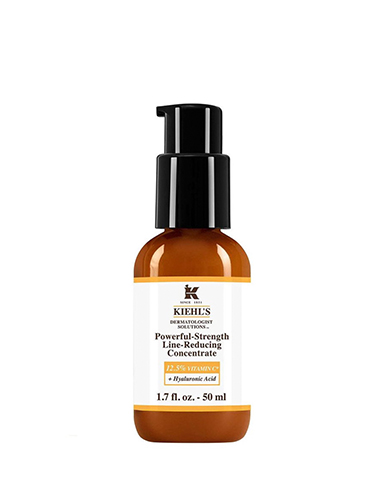 K
SINCE 1851
KIEHL'S
DERMATOLOGIST
SOLUTIONS™
Powerful-Strength
Line-Reducing
Concentrate
12.5% VITAMIN C*
+ Hyaluronic Acid
1.7 fl. oz. - 50 ml